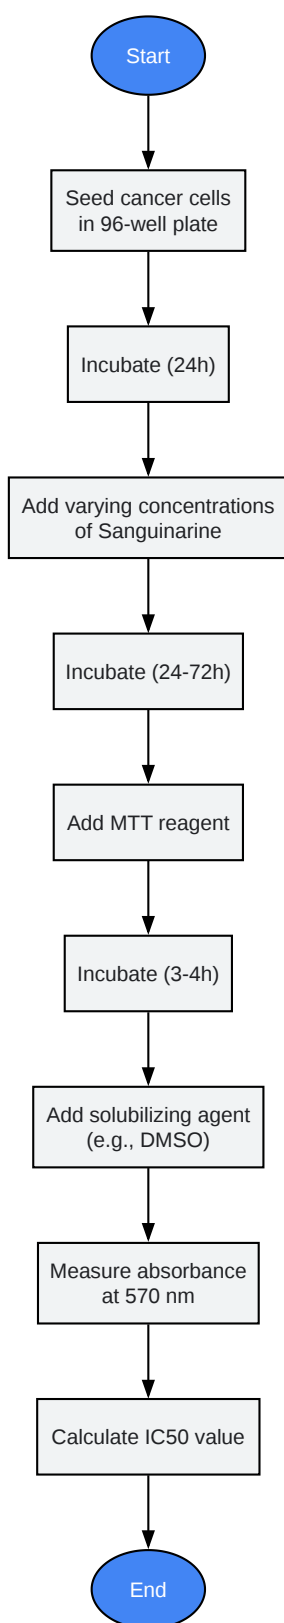 Start
Seed cancer cells
in 96-well plate
Incubate (24h)
Add varying concentrations
of Sanguinarine
Incubate (24-72h)
Add MTT reagent
Incubate (3-4h)
Add solubilizing agent
(e.g., DMSO)
Measure absorbance
at 570 nm
Calculate IC50 value
End